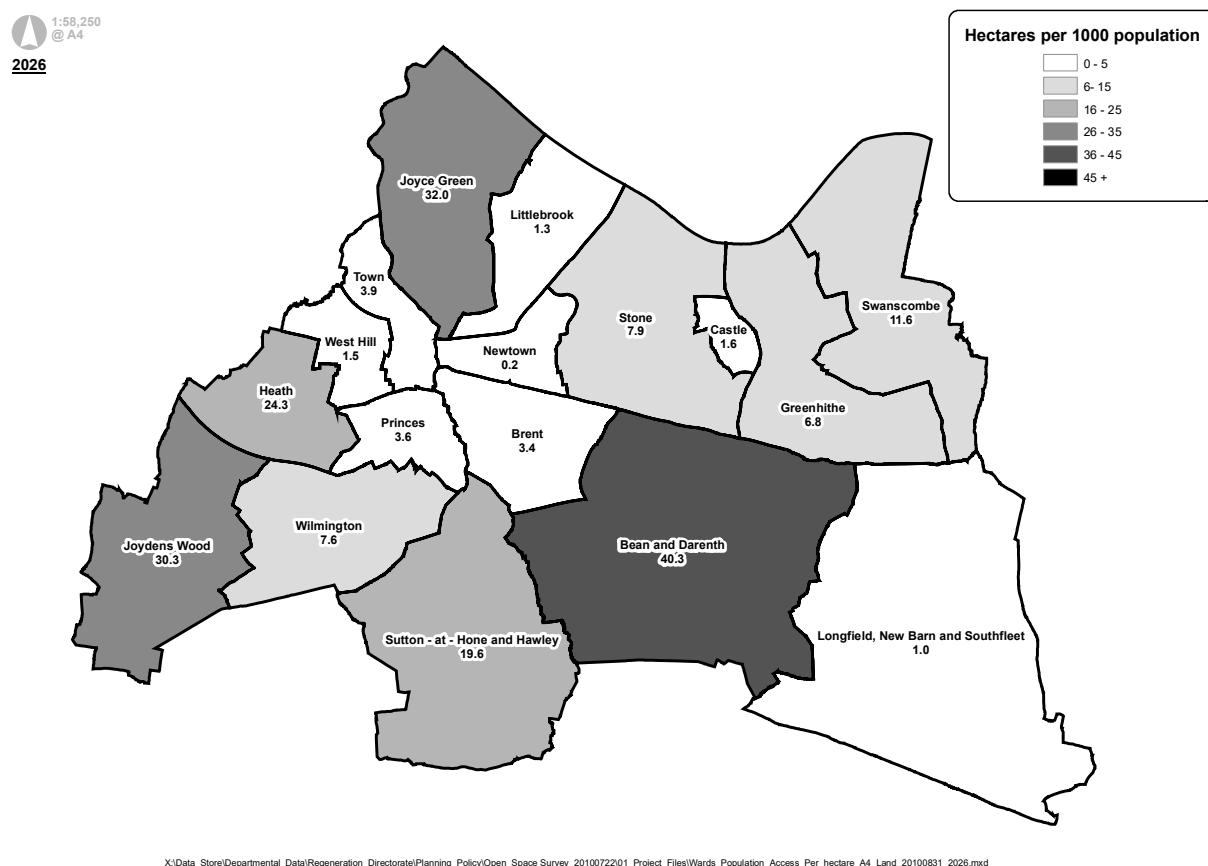 1:58,250
@ A4
2026
Hectares per 1000 population
0 - 5
6- 15
16 - 25
26 - 35
36 - 45
45 +
Joyce Green
32.0
Littlebrook
1.3
Town
3.9
Swanscombe
11.6
Stone
7.9
Castle
1.6
West Hill
1.5
Newtown
0.2
Heath
24.3
Greenhithe
6.8
Princes
3.6
Brent
3.4
Wilmington
7.6
Joydens Wood
30.3
Bean and Darenth
40.3
Sutton - at - Hone and Hawley
19.6
Longfield, New Barn and Southfleet
1.0
X:\Data_Store\Departmental_Data\Regeneration_Directorate\Planning_Policy\Open_Space Survey_20100722\01_Project_Files\Wards_Population_Access_Per_hectare_A4_Land_20100831_2026.mxd